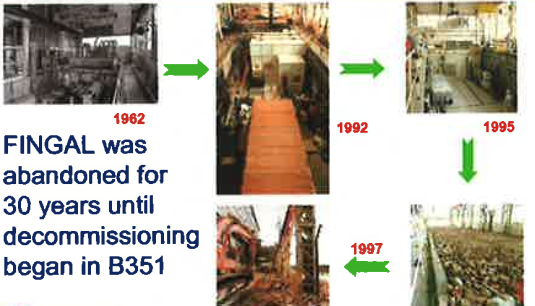 1962
1992
1995
FINGAL was
abandoned for
30 years until
decommissioning
began in B351
1997